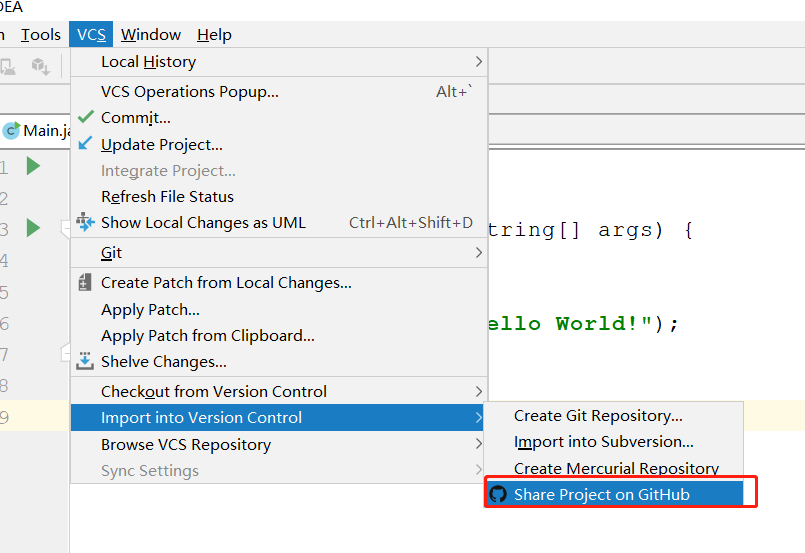 DEA
Tools VCS Window Help
Local History
VCS Operations Popup... Alt+`
Commit...
Main.ja
Update Project...
1
Integrate Project...
2
Refresh File Status
3
Show Local Changes as UML Ctrl+Alt+Shift+D
tring[] args) {
4
Git
5
Create Patch from Local Changes...
6
Apply Patch...
ello World!");
7
Apply Patch from Clipboard...
Shelve Changes...
8
Checkout from Version Control
9
Import into Version Control
Create Git Repository...
Browse VCS Repository
Import into Subversion...
Sync Settings
Create Mercurial Repository
Share Project on GitHub